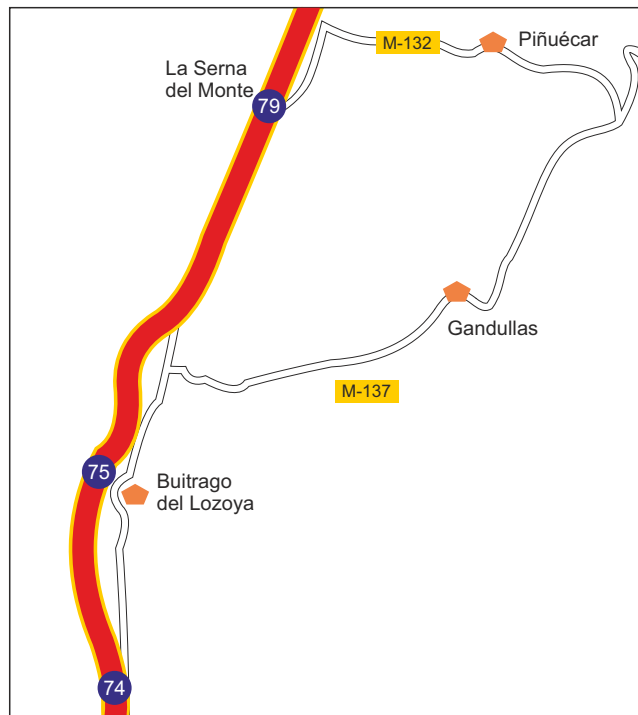 M-132
Piñuécar
La Serna
del Monte
79
Gandullas
M-137
75
Buitrago
del Lozoya
74